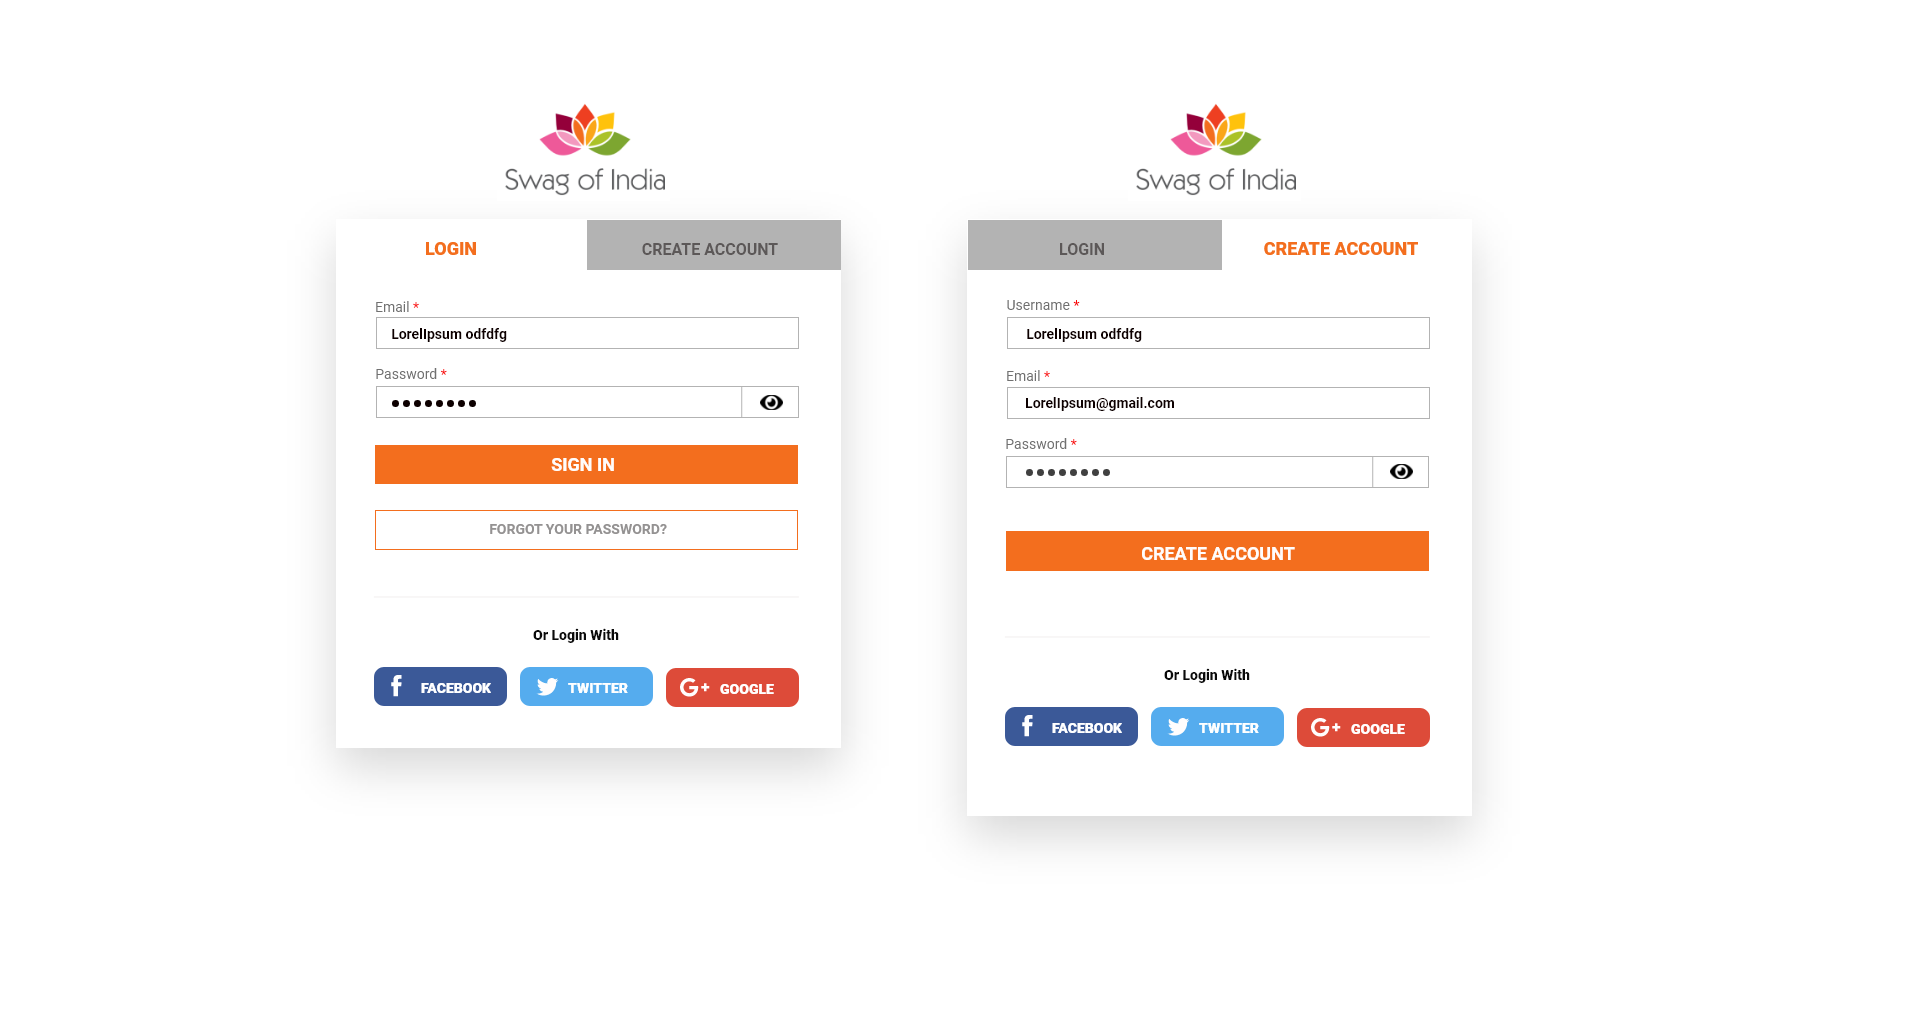 Swag of India
LOGIN
CREATE ACCOUNT
Email *
LorelIpsum odfdfg
Password *
SIGN IN
FORGOT YOUR PASSWORD?
Or Login With
FACEBOOK
TWITTER
G+ GOOGLE
Swag of India
LOGIN
CREATE ACCOUNT
Username *
LorelIpsum odfdfg
Email *
LorelIpsum@gmail.com
Password *
CREATE ACCOUNT
Or Login With
FACEBOOK
TWITTER
G+ GOOGLE